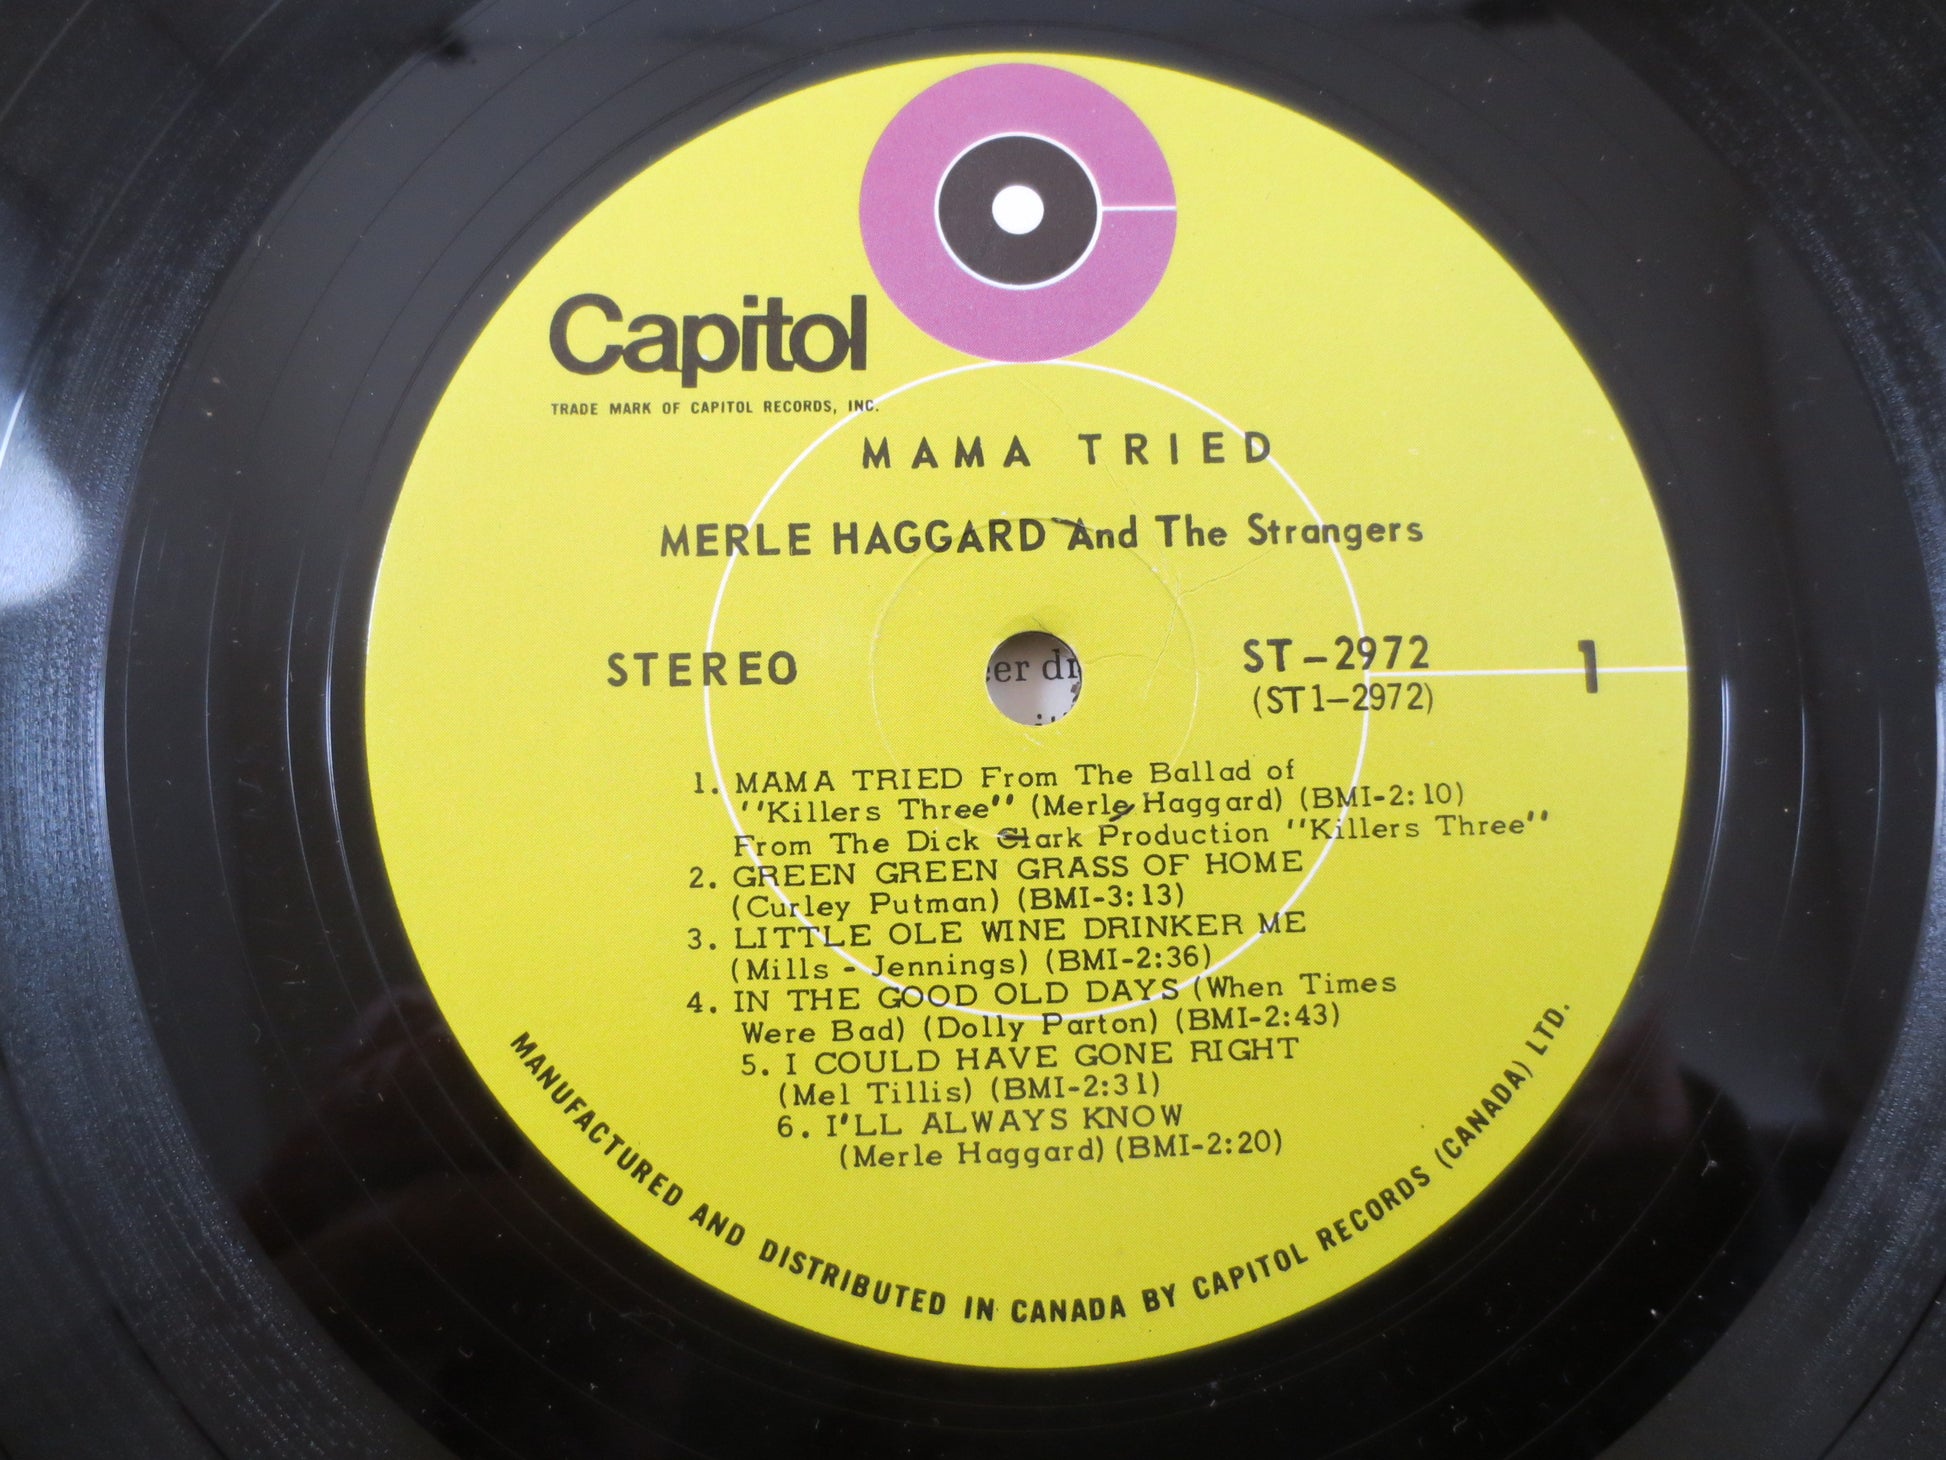 Capitol
TRADE MARK OF CAPITOL RECORDS, INC.
MAMA TRIED
MERLE HAGGARD And The Strangers
STEREO
ST-2972
(ST1-2972)
1
1. MAMA TRIED From The Ballad of
"Killers Three" (Merle Haggard) (BMI-2:10)
From The Dick Clark Production "Killers Three"
2. GREEN GREEN GRASS OF HOME
(Curley Putman) (BMI-3:13)
3. LITTLE OLE WINE DRINKER ME
(Mills - Jennings) (BMI-2:36)
4. IN THE GOOD OLD DAYS (When Times
Were Bad) (Dolly Parton) (BMI-2:43)
5. I COULD HAVE GONE RIGHT
(Mel Tillis) (BMI-2:31)
6. I'LL ALWAYS KNOW
(Merle Haggard) (BMI-2:20)
MANUFACTURED AND DISTRIBUTED IN CANADA BY CAPITOL RECORDS (CANADA) LTD.